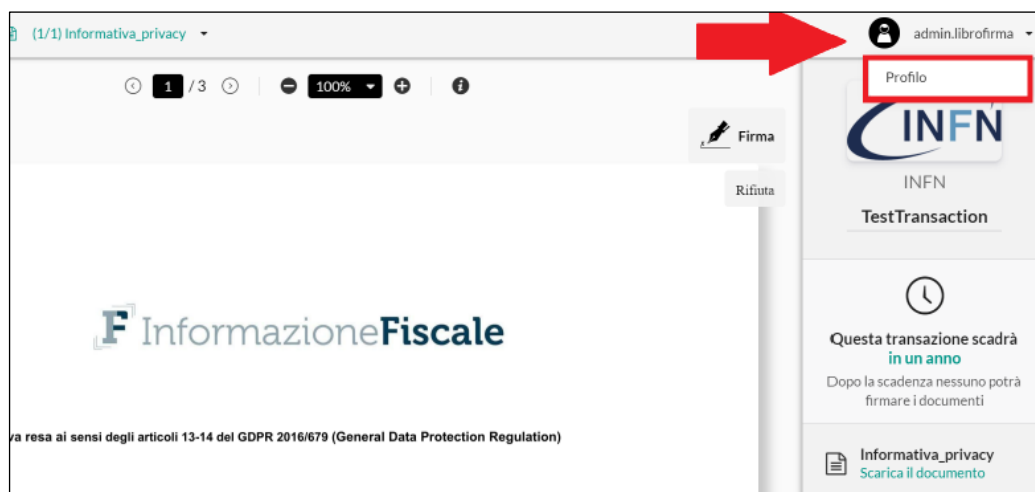 (1/1) Informativa_privacy
admin.librofirma
Profilo
1 / 3
100%
Firma
Rifiuta
INFN
INFN
TestTransaction
Questa transazione scadrà
in un anno
Dopo la scadenza nessuno potrà
firmare i documenti
InformazioneFiscale
va resa ai sensi degli articoli 13-14 del GDPR 2016/679 (General Data Protection Regulation)
Informativa_privacy
Scarica il documento